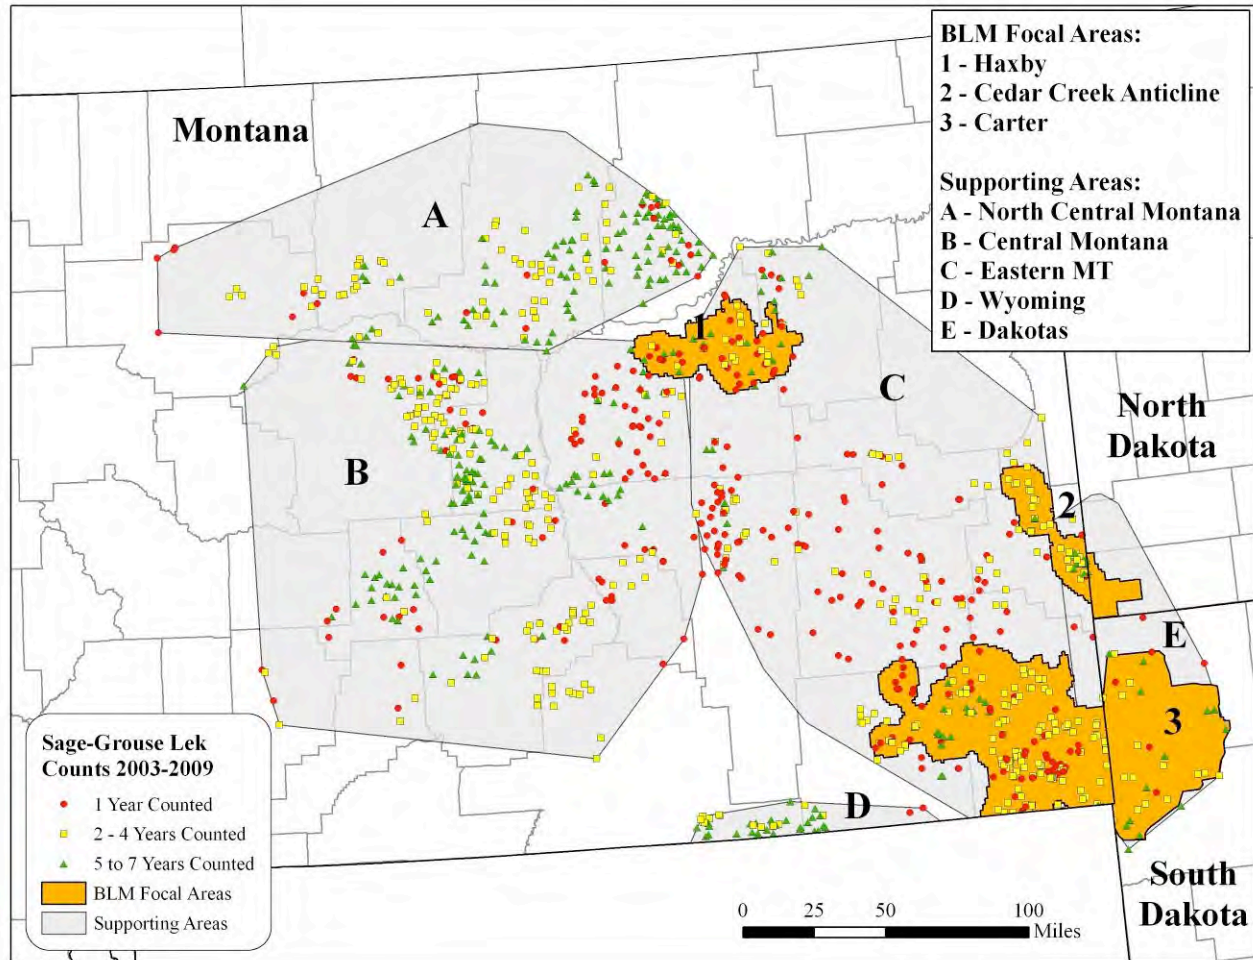 BLM Focal Areas:
1 - Haxby
2 - Cedar Creek Anticline
3 - Carter
Supporting Areas:
A - North Central Montana
B - Central Montana
C - Eastern MT
D - Wyoming
E - Dakotas
Montana
A
1
C
North
Dakota
B
2
E
3
D
South
Dakota
Sage-Grouse Lek
Counts 2003-2009
1 Year Counted
2 - 4 Years Counted
5 to 7 Years Counted
BLM Focal Areas
Supporting Areas
0 25 50 100
Miles